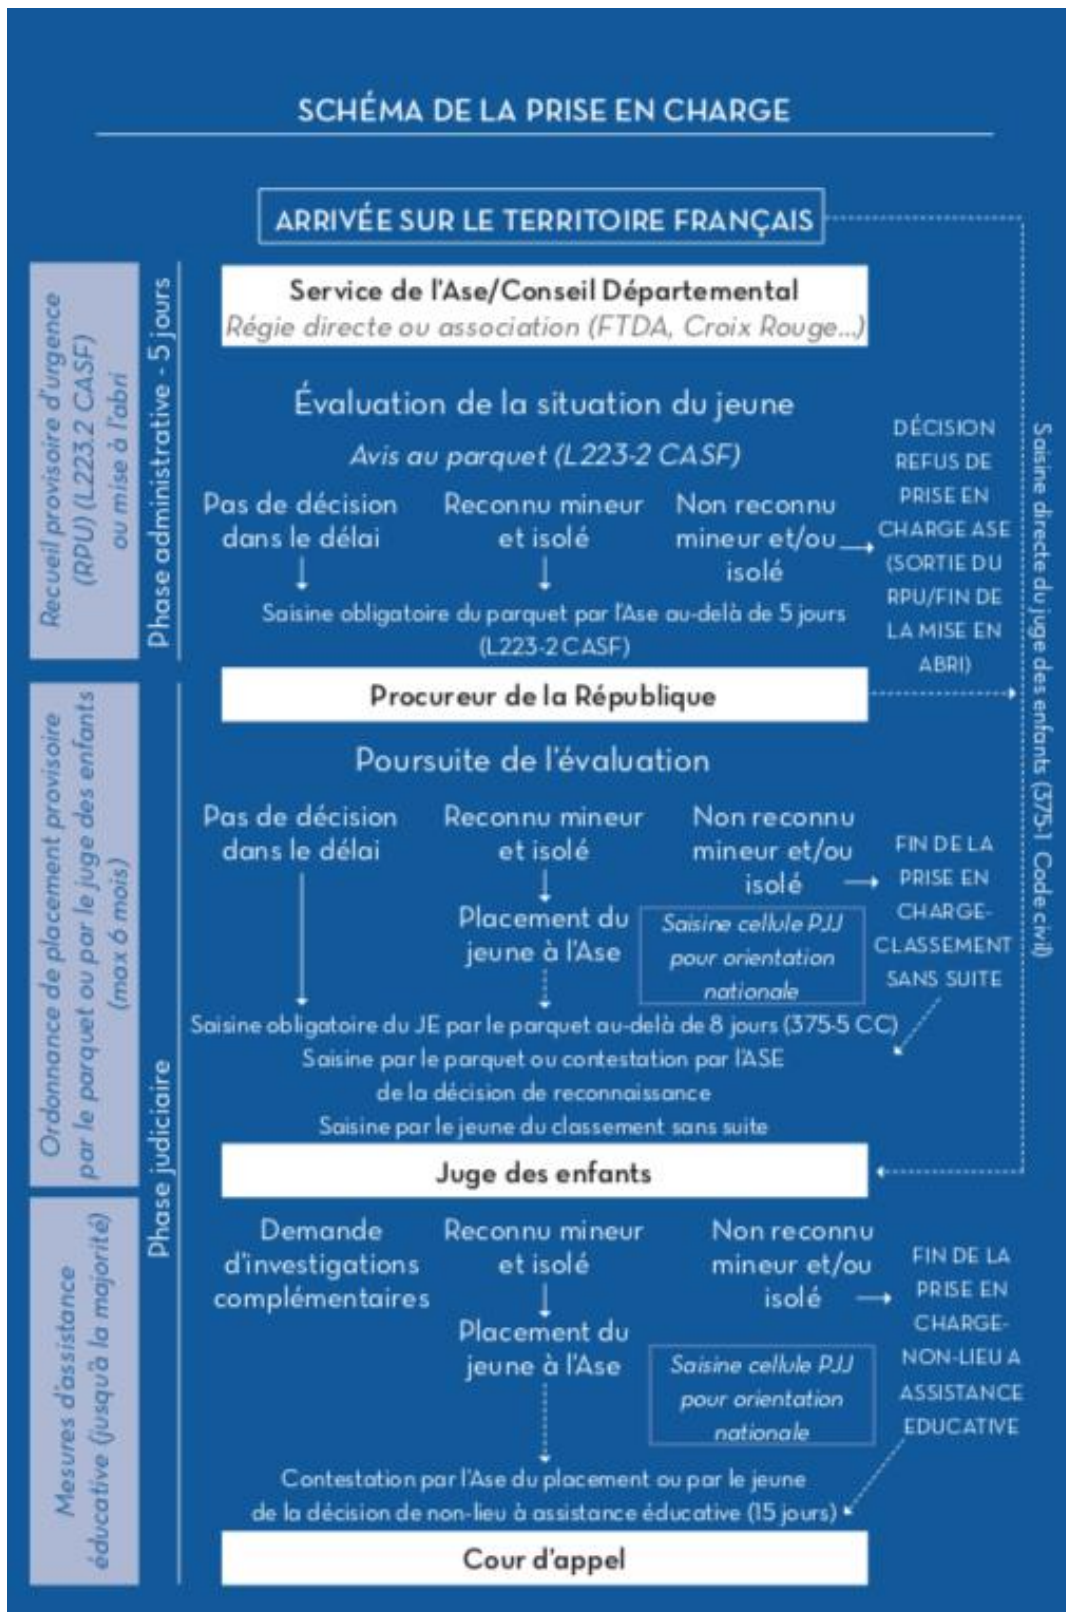 SCHÉMA DE LA PRISE EN CHARGE
ARRIVÉE SUR LE TERRITOIRE FRANÇAIS
Recueil provisoire d'urgence
(RPU) (L223.2 CASF)
ou mise à l'abri
Phase administrative - 5 jours
Service de l'Ase/Conseil Départemental
Régie directe ou association (FTDA, Croix Rouge...)
Évaluation de la situation du jeune
Avis au parquet (L223-2 CASF)
Pas de décision
dans le délai
Reconnu mineur
et isolé
Non reconnu
mineur et/ou
isolé
DÉCISION
REFUS DE
PRISE EN
CHARGE ASE
(SORTIE DU
RPU/FIN DE
LA MISE EN
ABRI)
Saisine directe du juge des enfants (375-1 Code civil)
Saisine obligatoire du parquet par l'Ase au-delà de 5 jours
(L223-2 CASF)
Ordonnance de placement provisoire
par le parquet ou par le juge des enfants
(max 6 mois)
Phase judiciaire
Procureur de la République
Poursuite de l'évaluation
Pas de décision
dans le délai
Reconnu mineur
et isolé
Placement du
jeune à l'Ase
Non reconnu
mineur et/ou
isolé
Saisine cellule PJJ
pour orientation
nationale
FIN DE LA
PRISE EN
CHARGE-
CLASSEMENT
SANS SUITE
Saisine obligatoire du JE par le parquet au-delà de 8 jours (375-5 CC)
Saisine par le parquet ou contestation par l'ASE
de la décision de reconnaissance
Saisine par le jeune du classement sans suite
Juge des enfants
Mesures d'assistance
éducative (jusqu'à la majorité)
Demande
d'investigations
complémentaires
Reconnu mineur
et isolé
Placement du
jeune à l'Ase
Non reconnu
mineur et/ou
isolé
Saisine cellule PJJ
pour orientation
nationale
FIN DE LA
PRISE EN
CHARGE-
NON-LIEU A
ASSISTANCE
EDUCATIVE
Contestation par l'Ase du placement ou par le jeune
de la décision de non-lieu à assistance éducative (15 jours)
Cour d'appel